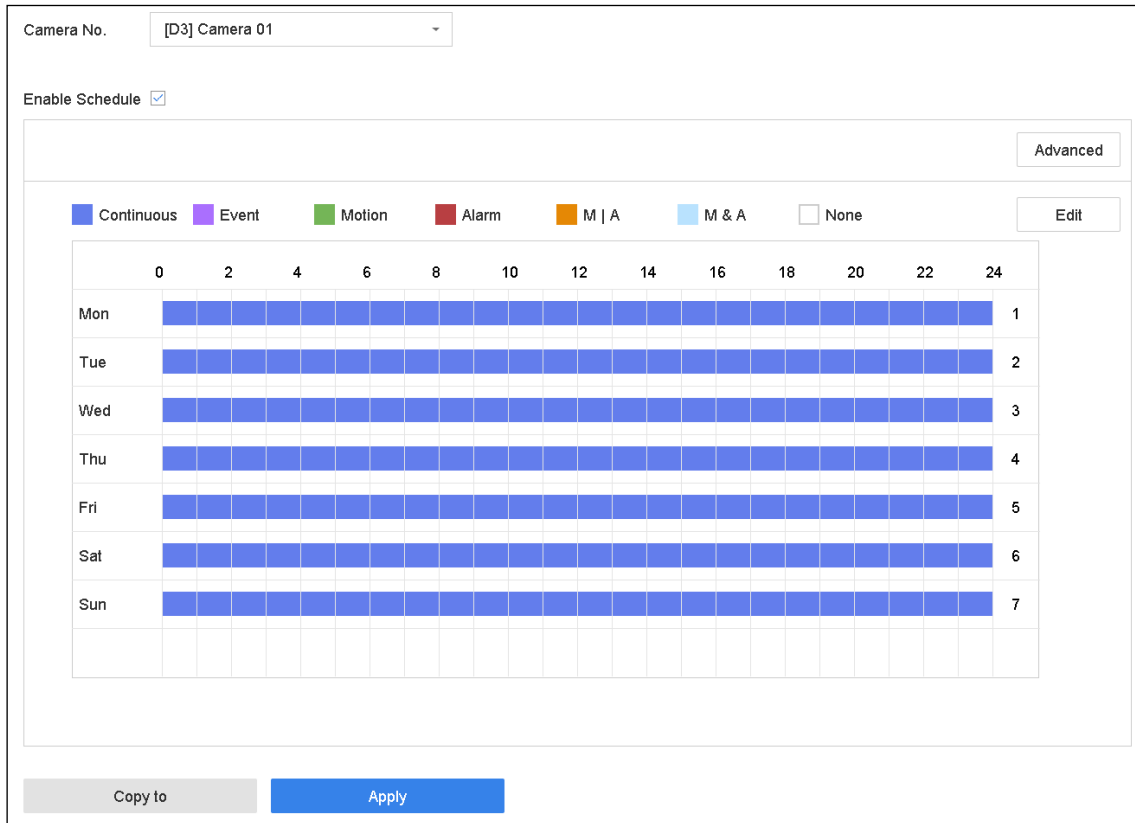 Camera No. [D3] Camera 01
Enable Schedule
Advanced
Continuous Event Motion Alarm M | A M & A None Edit
0 2 4 6 8 10 12 14 16 18 20 22 24
Mon 1
Tue 2
Wed 3
Thu 4
Fri 5
Sat 6
Sun 7
Copy to Apply